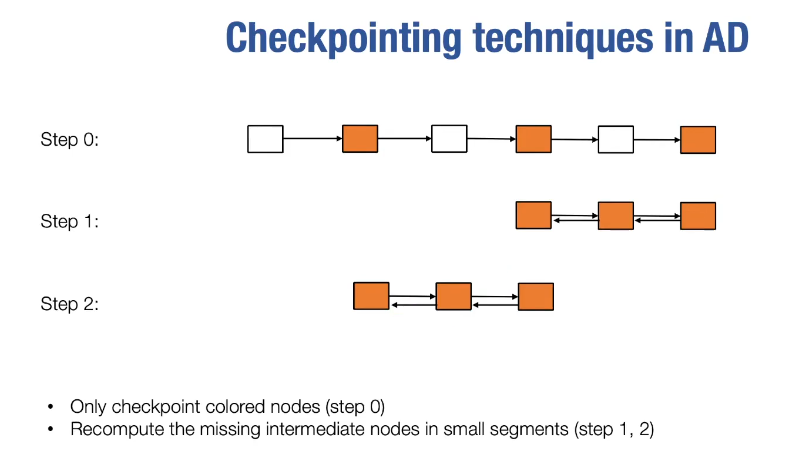 Checkpointing techniques in AD
Step 0:
Step 1:
Step 2:
• Only checkpoint colored nodes (step 0)
• Recompute the missing intermediate nodes in small segments (step 1, 2)